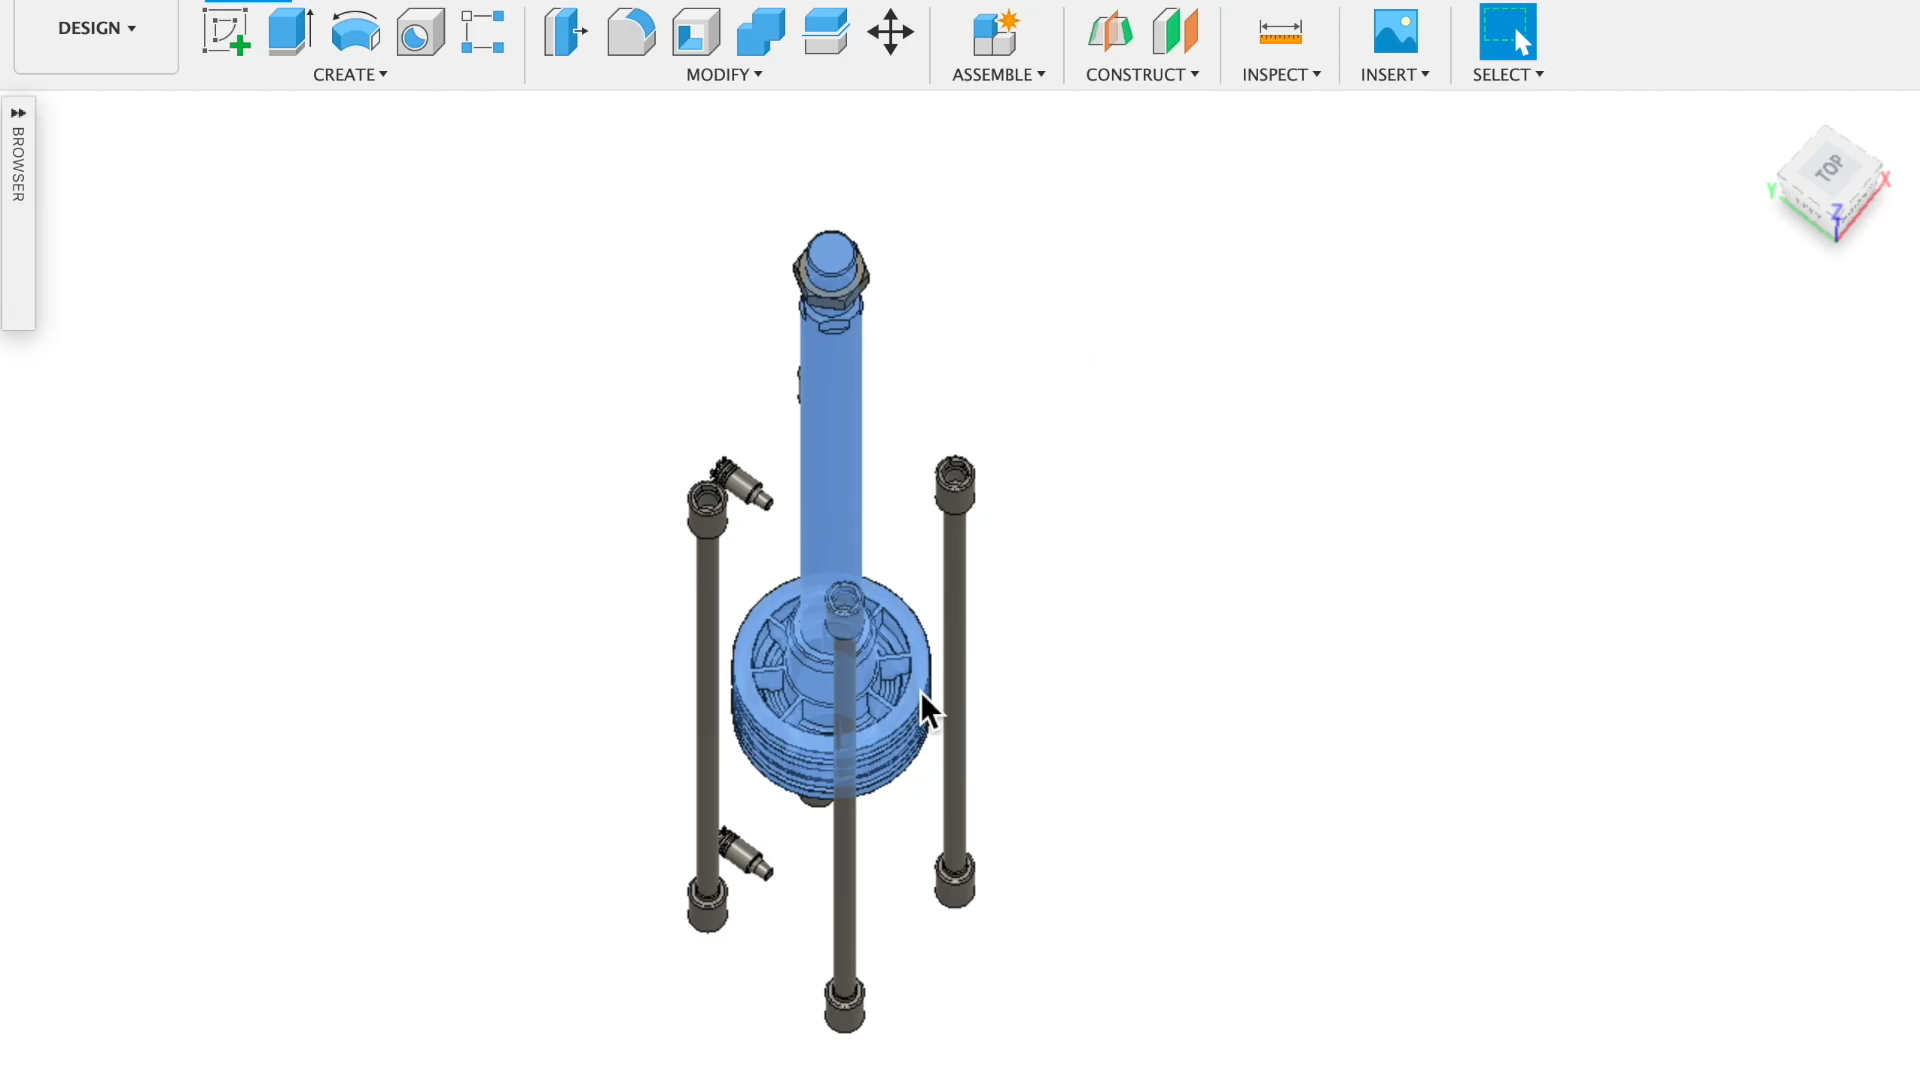 DESIGN
CREATE
MODIFY
ASSEMBLE
CONSTRUCT
INSPECT
INSERT
SELECT
BROWSER
TOP
Y
X
Z